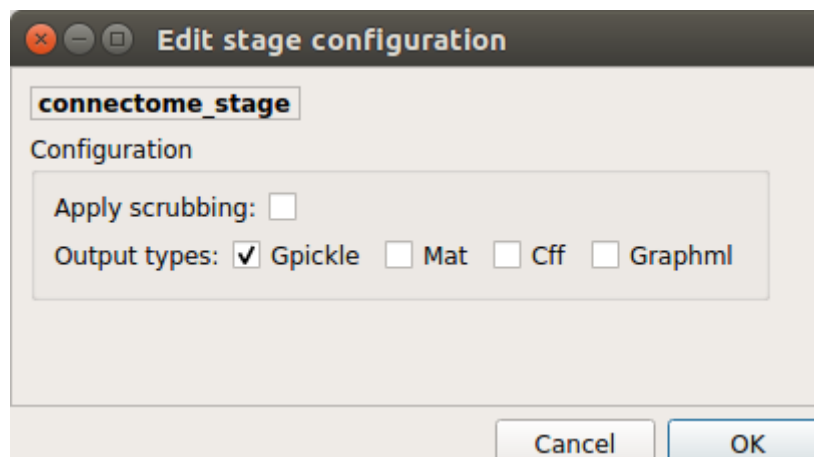 Edit stage configuration
connectome_stage
Configuration
Apply scrubbing:
Output types: Gpickle Mat Cff Graphml
Cancel OK